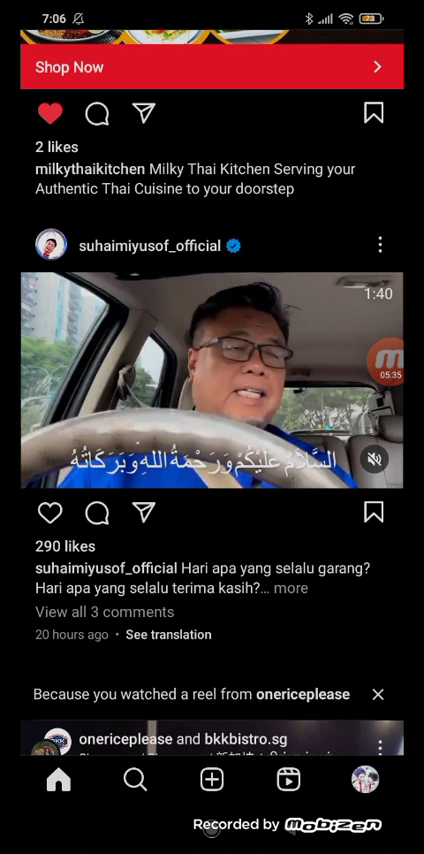 7:06
73
Shop Now
2 likes
milkythaikitchen Milky Thai Kitchen Serving your
Authentic Thai Cuisine to your doorstep
suhaimiyusof_official
1:40
05:35
السَّلَامُ عَلَيْكُمْ وَرَحْمَةُ اللهِ وَبَرَكَاتُهُ
290 likes
suhaimiyusof_official Hari apa yang selalu garang?
Hari apa yang selalu terima kasih?... more
View all 3 comments
20 hours ago • See translation
Because you watched a reel from onericeplease
onericeplease and bkkbistro.sg
Recorded by mobizen